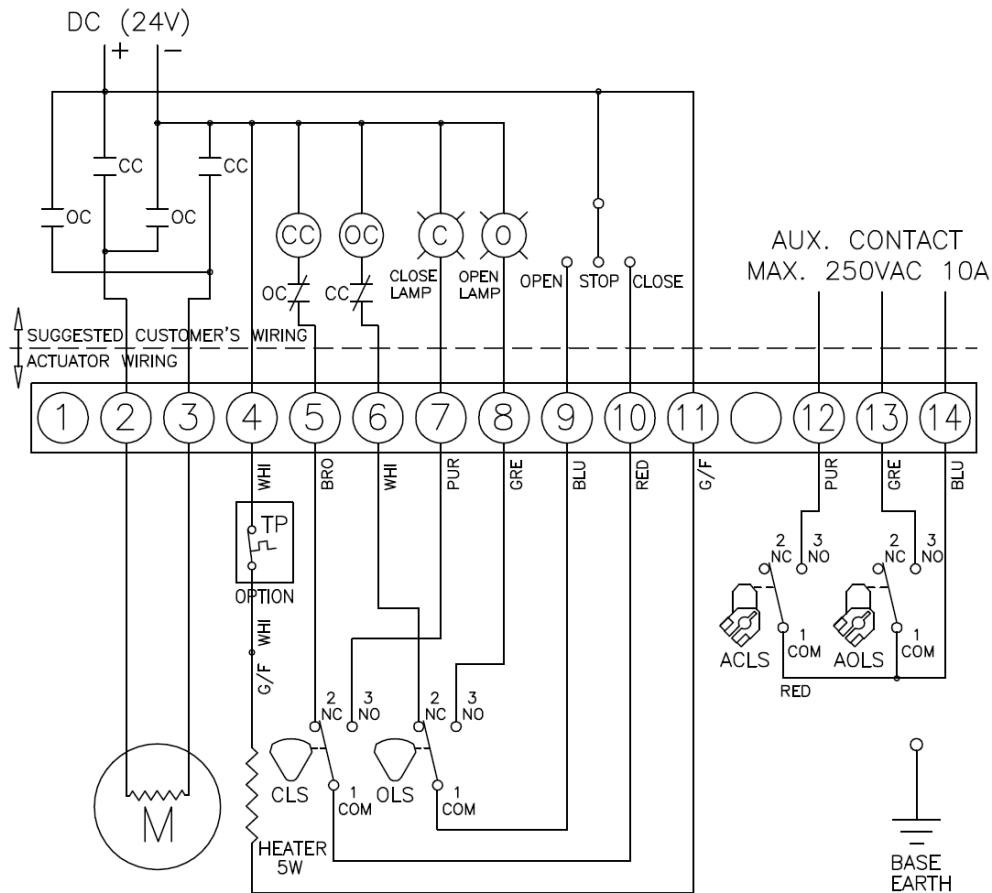 DC (24V)
+ −
CC CC
OC OC
CC OC C O
OC CC
CLOSE LAMP
OPEN LAMP
OPEN STOP CLOSE
AUX. CONTACT
MAX. 250VAC 10A
SUGGESTED CUSTOMER'S WIRING
ACTUATOR WIRING
1 2 3 4 5 6 7 8 9 10 11 12 13 14
WHI BRO WHI PUR GRE BLU RED G/F PUR GRE BLU
TP
OPTION
WHI
G/F
2 NC 3 NO
CLS
1 COM
2 NC 3 NO
OLS
1 COM
2 NC 3 NO
ACLS
1 COM
2 NC 3 NO
AOLS
1 COM
RED
M
HEATER
5W
BASE
EARTH